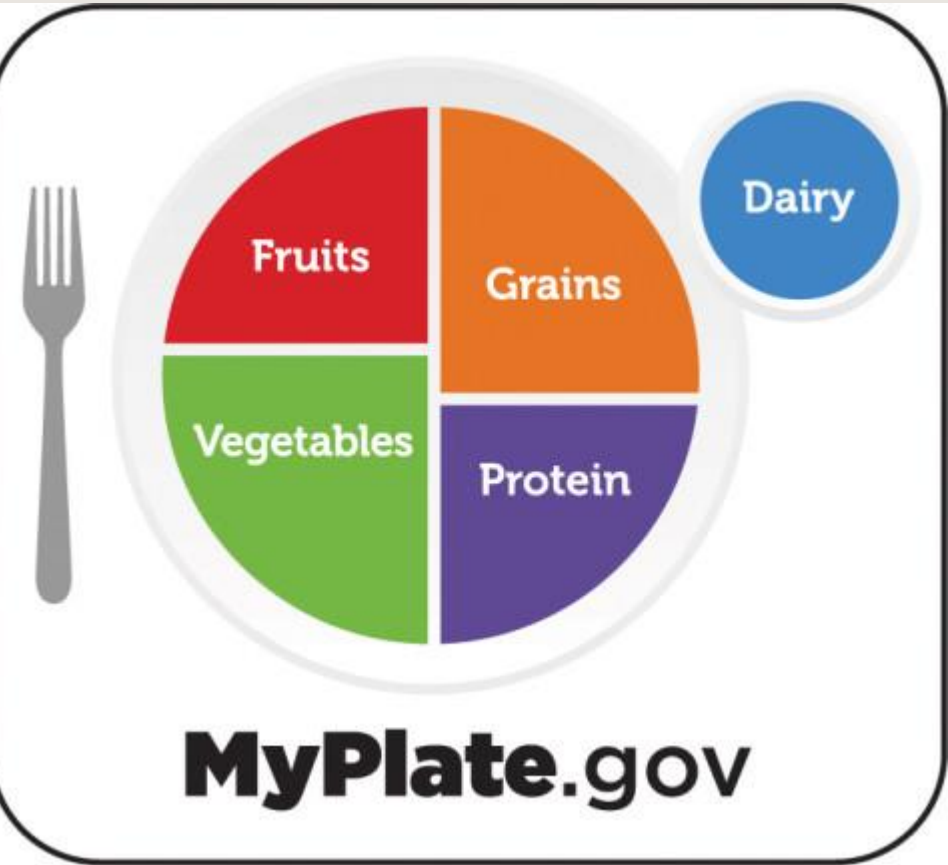 Fruits
Grains
Dairy
Vegetables
Protein
MyPlate.gov